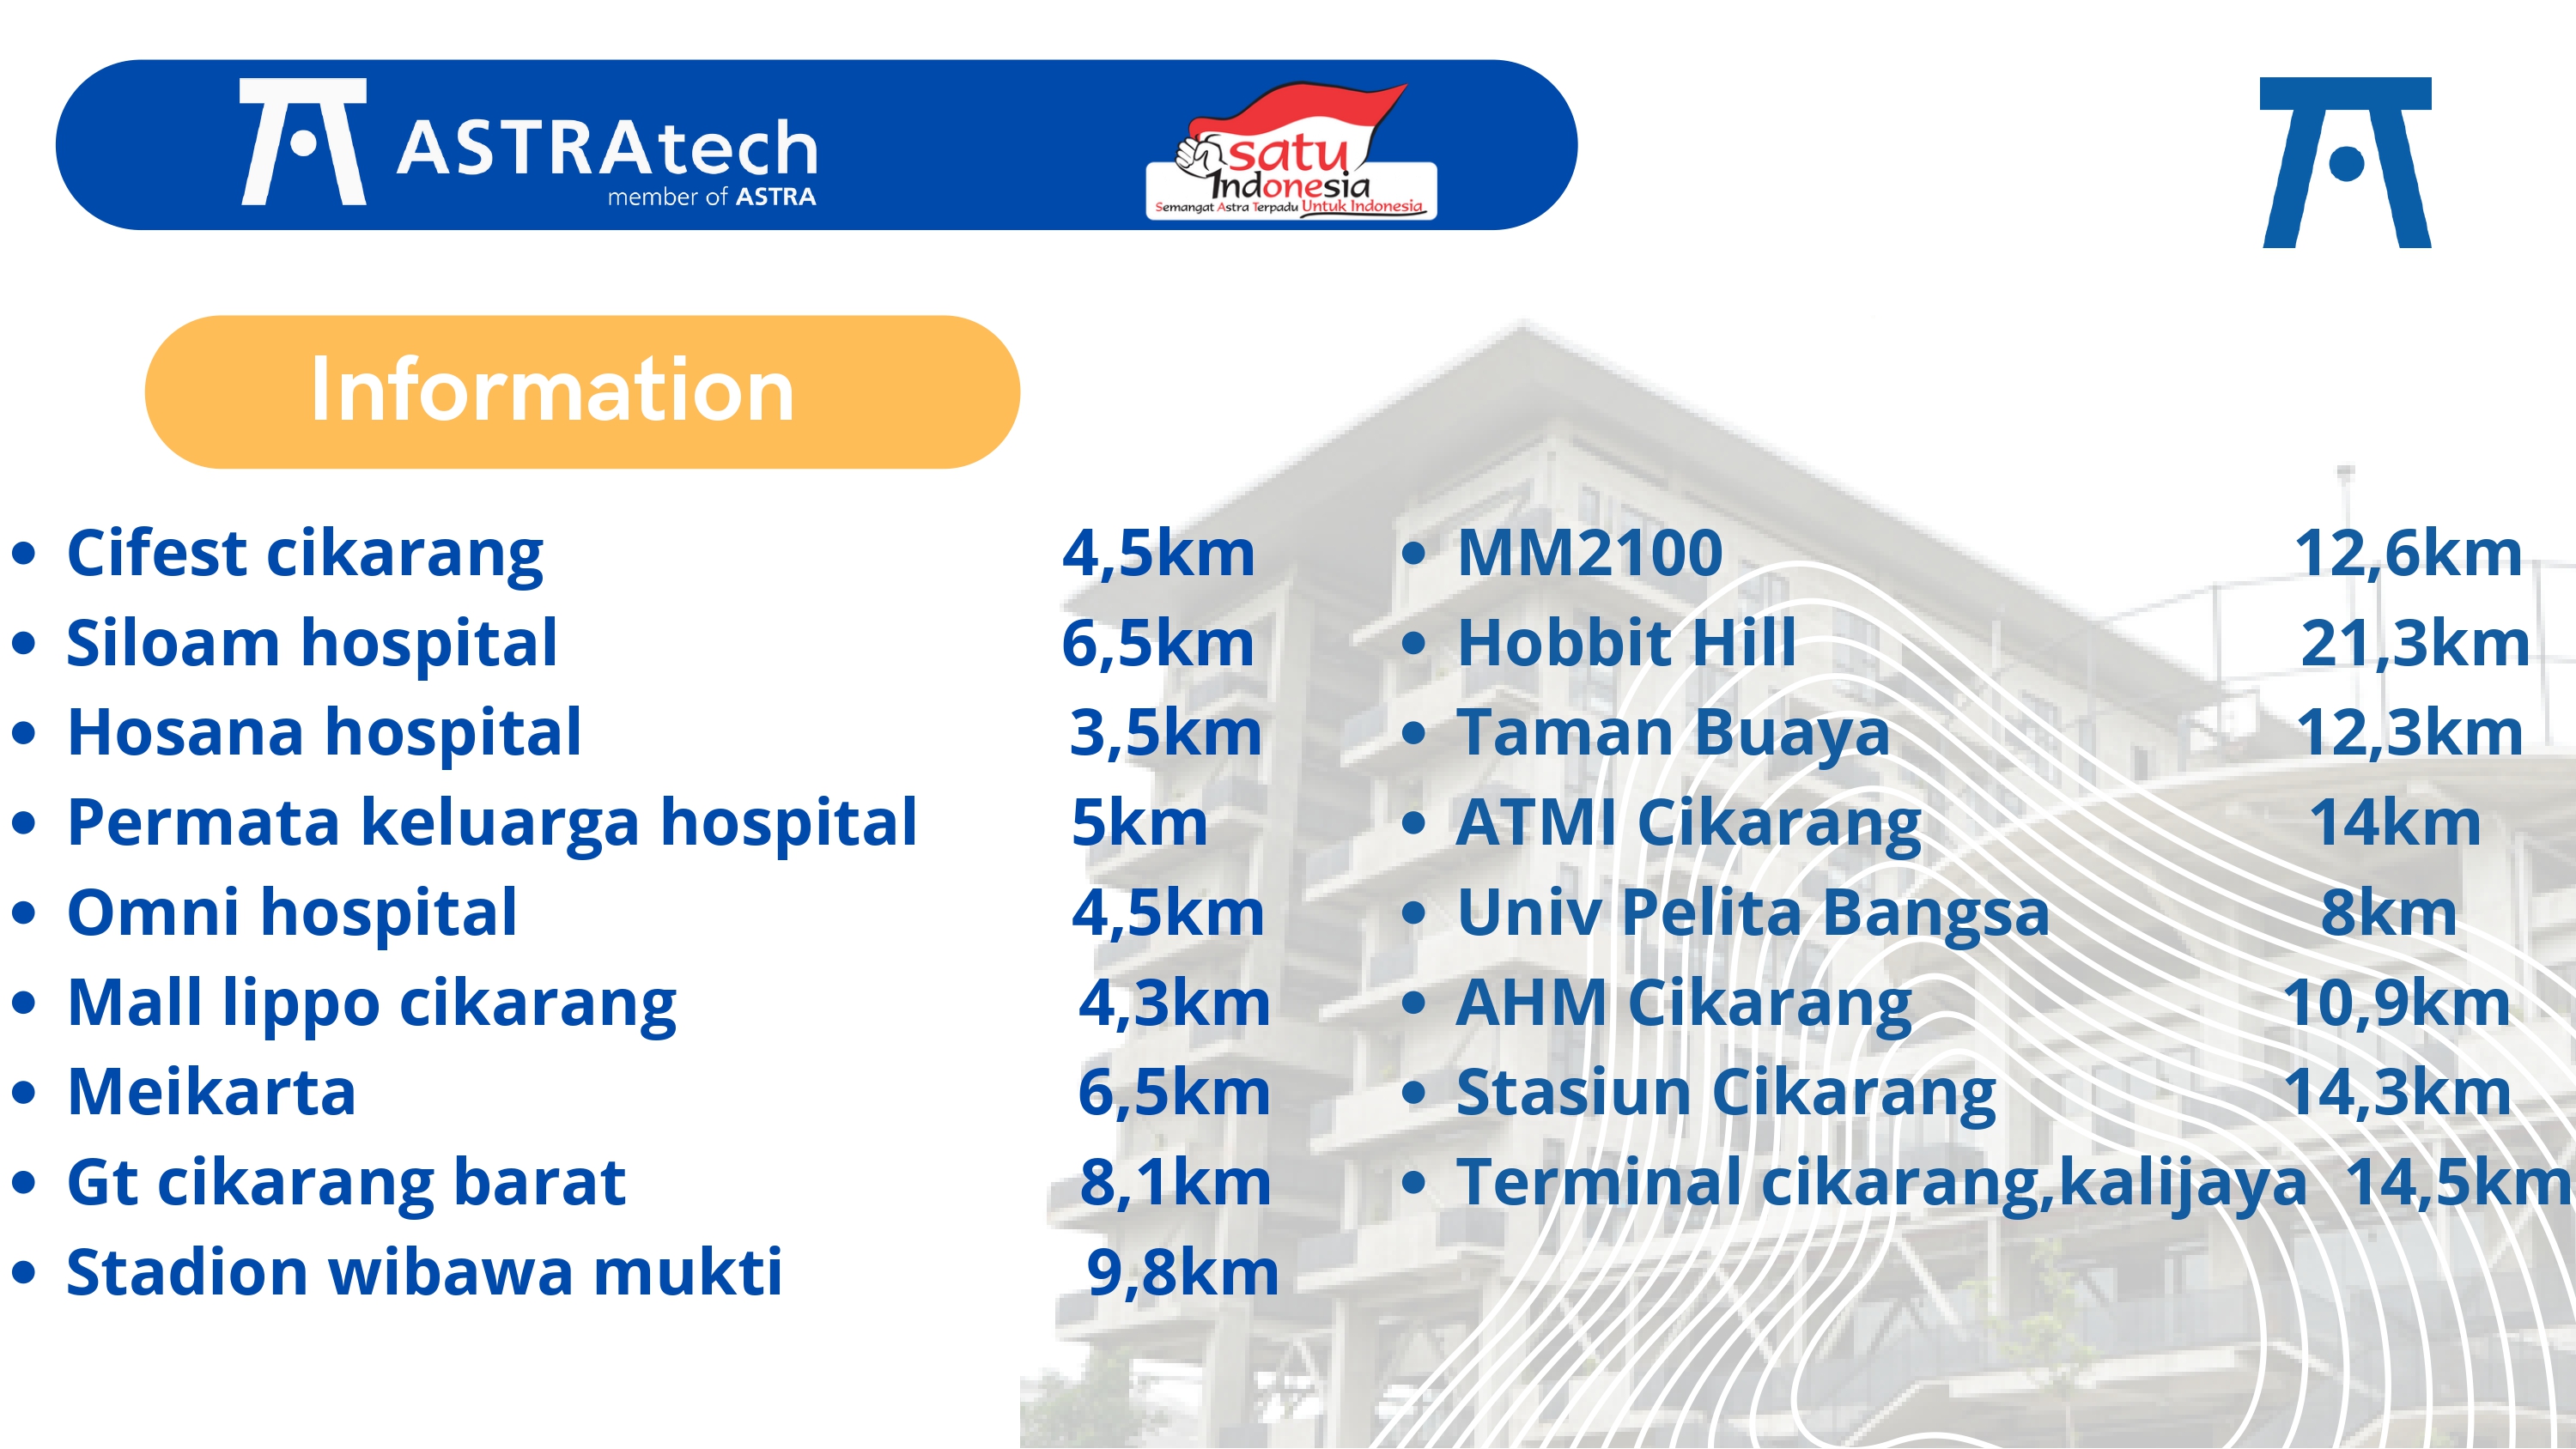 ASTRAtech
member of ASTRA
satu
Indonesia
Semangat Astra Terpadu Untuk Indonesia
Information
• Cifest cikarang 4,5km
• Siloam hospital 6,5km
• Hosana hospital 3,5km
• Permata keluarga hospital 5km
• Omni hospital 4,5km
• Mall lippo cikarang 4,3km
• Meikarta 6,5km
• Gt cikarang barat 8,1km
• Stadion wibawa mukti 9,8km
• MM2100 12,6km
• Hobbit Hill 21,3km
• Taman Buaya 12,3km
• ATMI Cikarang 14km
• Univ Pelita Bangsa 8km
• AHM Cikarang 10,9km
• Stasiun Cikarang 14,3km
• Terminal cikarang,kalijaya 14,5km